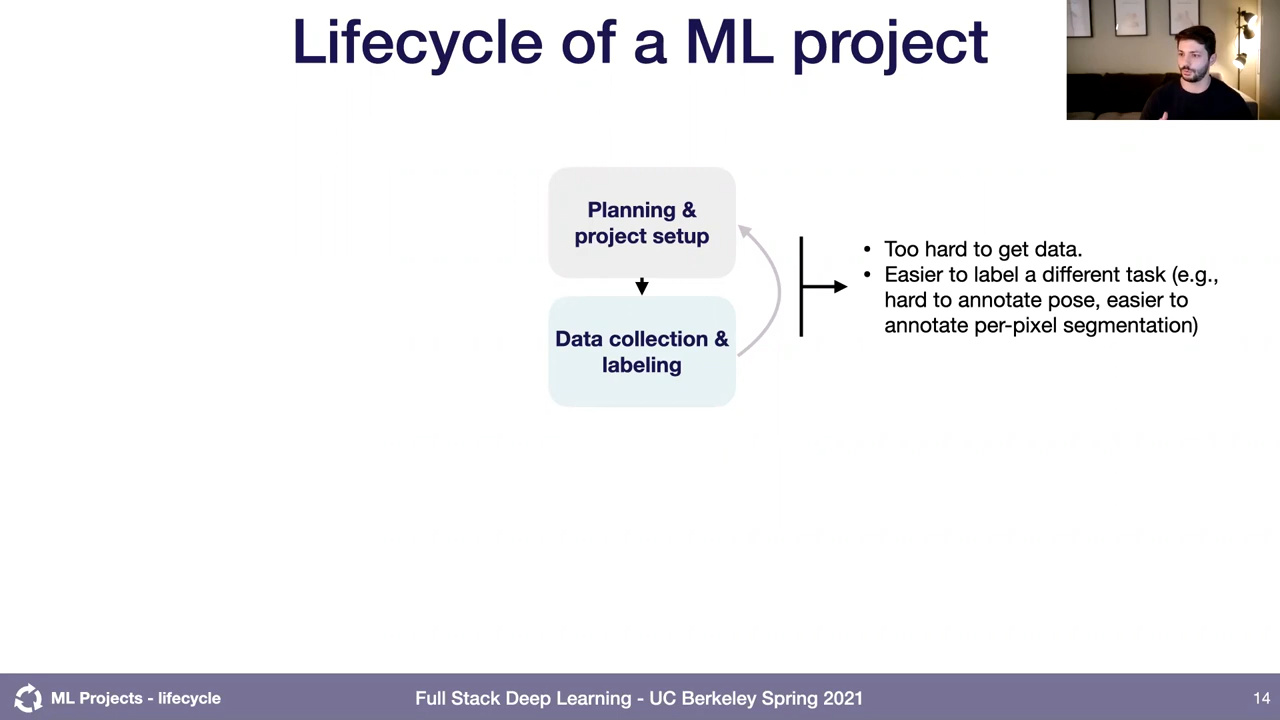 Lifecycle of a ML project
Planning &
project setup
Data collection &
labeling
• Too hard to get data.
• Easier to label a different task (e.g.,
hard to annotate pose, easier to
annotate per-pixel segmentation)
ML Projects - lifecycle
Full Stack Deep Learning - UC Berkeley Spring 2021
14